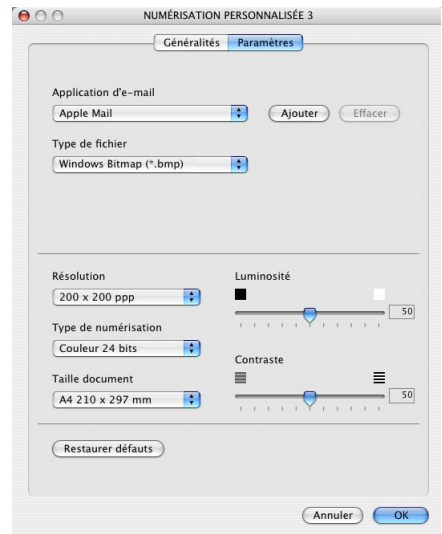 NUMÉRISATION PERSONNALISÉE 3
Généralités Paramètres
Application d'e-mail
Apple Mail Ajouter Effacer
Type de fichier
Windows Bitmap (*.bmp)
Résolution Luminosité
200 x 200 ppp
50
Type de numérisation
Couleur 24 bits
Contraste
Taille document
A4 210 x 297 mm 50
Restaurer défauts
Annuler OK